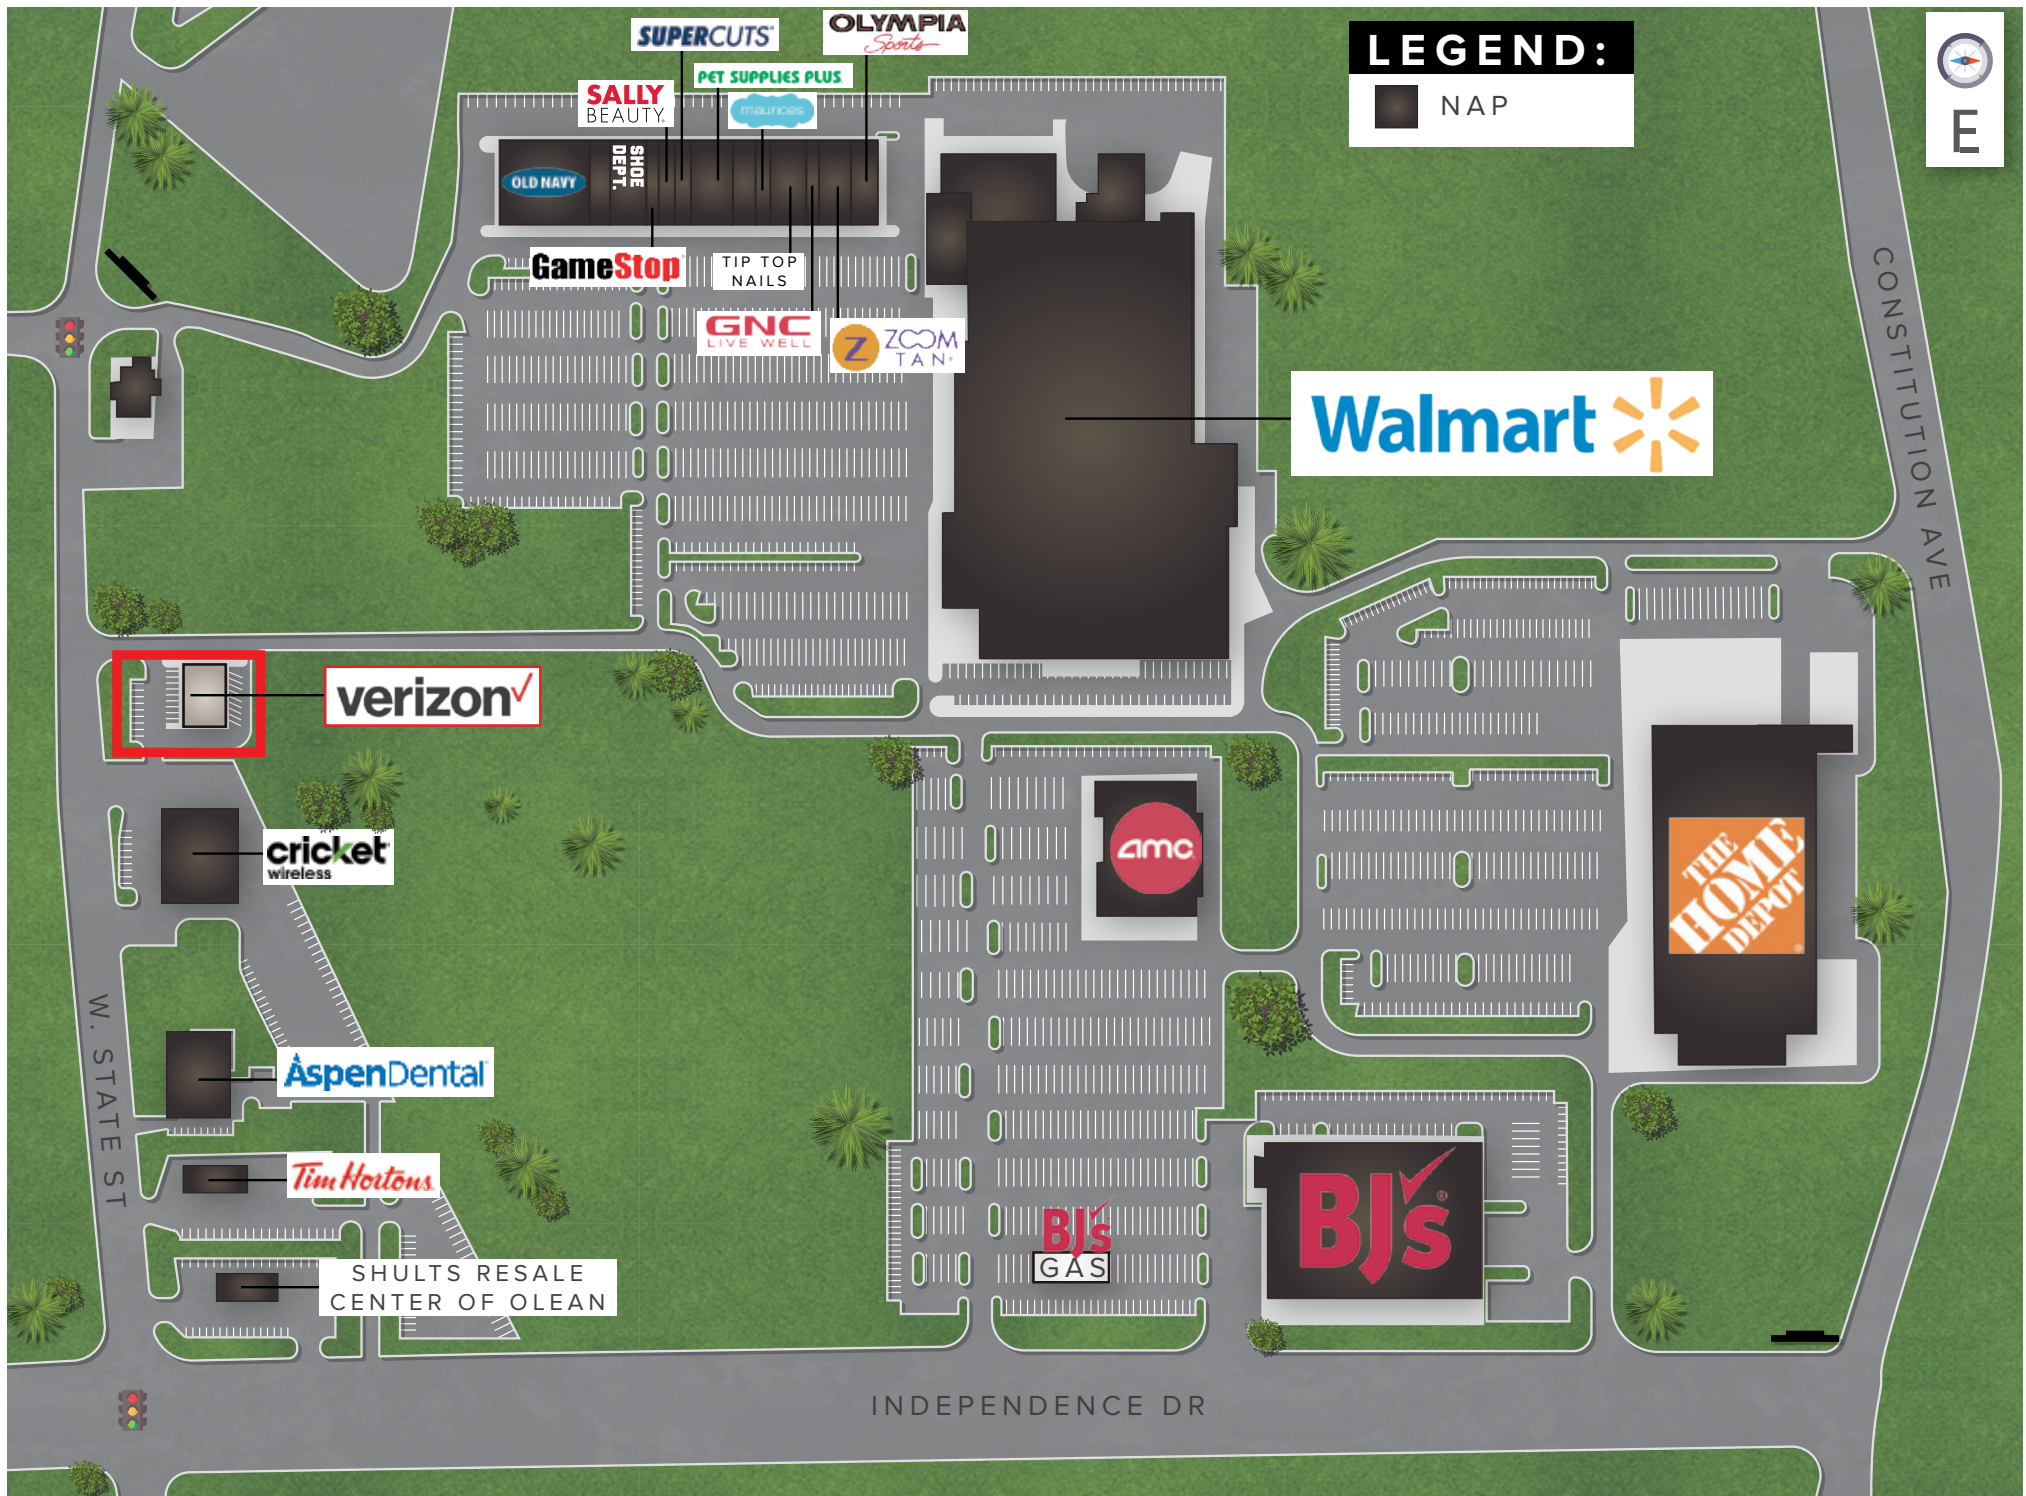 SUPERCUTS
OLYMPIA
Sports
LEGEND:
NAP
E
PET SUPPLIES PLUS
SALLY
BEAUTY
maurices
OLD NAVY
SHOE
DEPT.
GameStop
TIP TOP
NAILS
GNC
LIVE WELL
Z ZOOM
TAN
Walmart
CONSTITUTION AVE
verizon
cricket
wireless
amc
THE
HOME
DEPOT
W. STATE ST
AspenDental
Tim Hortons
BJ's
BJ's
GAS
SHULTS RESALE
CENTER OF OLEAN
INDEPENDENCE DR